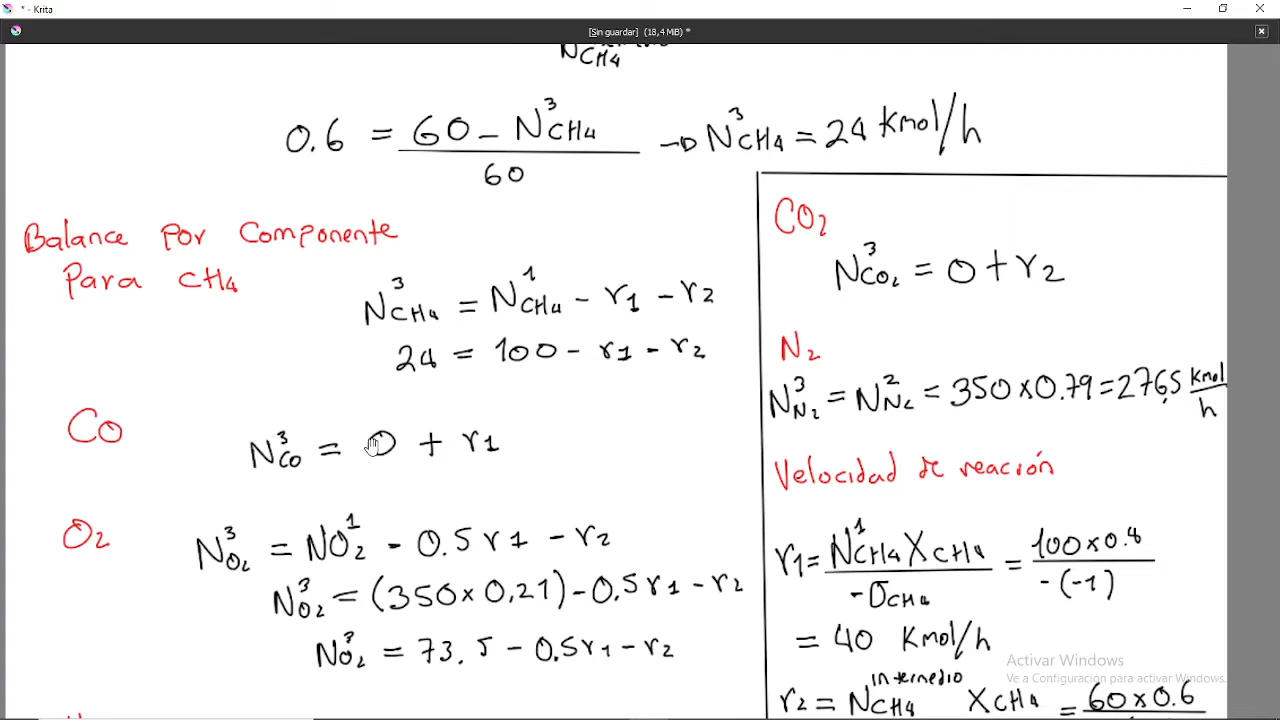 * - Krita
[Sin guardar] (18,4 MB) *
N CH4
0.6 = 60 - N³CH4 / 60 → N³CH4 = 24 Kmol/h
Balance por componente
Para CH4
N³CH4 = N¹CH4 - r1 - r2
24 = 100 - r1 - r2
Co
N³CO = 0 + r1
O2
N³O2 = NO2¹ - 0.5 r1 - r2
N³O2 = (350 x 0,21) - 0,5 r1 - r2
N³O2 = 73.5 - 0.5r1 - r2
CO2
N³CO2 = 0 + r2
N2
N³N2 = N²N2 = 350 x 0.79 = 276,5 Kmol/h
Velocidad de reacción
r1 = N¹CH4 XCH4 / -σCH4 = 100 x 0.4 / -(-1)
= 40 Kmol/h
r2 = N intermedio CH4 XCH4 = 60 x 0.6
Activar Windows
Ve a Configuración para activar Windows.